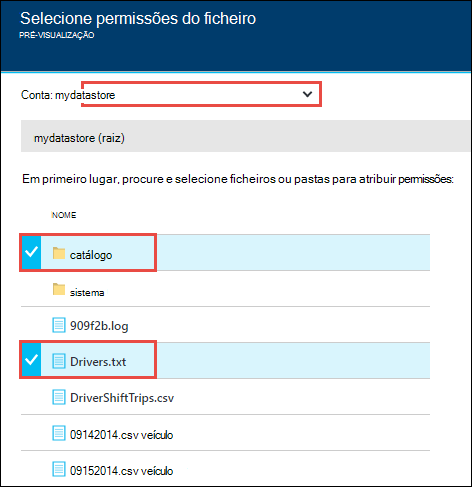 Selecione permissões do ficheiro
PRÉ-VISUALIZAÇÃO
Conta: mydatastore
mydatastore (raiz)
Em primeiro lugar, procure e selecione ficheiros ou pastas para atribuir permissões:
NOME
catálogo
sistema
909f2b.log
Drivers.txt
DriverShiftTrips.csv
09142014.csv veículo
09152014.csv veículo